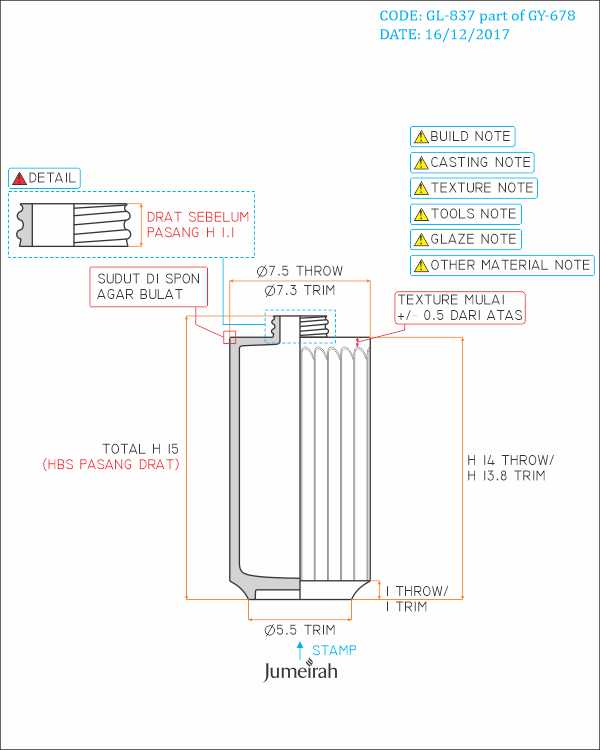 CODE: GL-837 part of GY-678
DATE: 16/12/2017
BUILD NOTE
CASTING NOTE
TEXTURE NOTE
TOOLS NOTE
GLAZE NOTE
OTHER MATERIAL NOTE
DETAIL
DRAT SEBELUM
PASANG H 1.1
SUDUT DI SPON
AGAR BULAT
Ø7.5 THROW
Ø7.3 TRIM
TEXTURE MULAI
+/- 0.5 DARI ATAS
TOTAL H 15
(HBS PASANG DRAT)
H 14 THROW/
H 13.8 TRIM
1 THROW/
1 TRIM
Ø5.5 TRIM
STAMP
Jumeirah